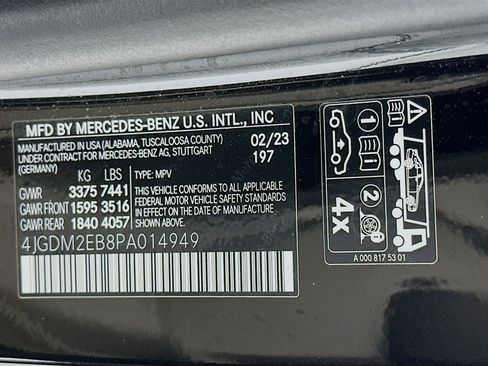 MFD BY MERCEDES-BENZ U.S. INTL., INC
MANUFACTURED IN USA (ALABAMA, TUSCALOOSA COUNTY)
UNDER CONTRACT FOR MERCEDES-BENZ AG, STUTTGART
(GERMANY)
02/23
197
KG LBS
TYPE: MPV
GVWR 3375 7441
GAWR FRONT 1595 3516
GAWR REAR 1840 4057
THIS VEHICLE CONFORMS TO ALL APPLICABLE
FEDERAL MOTOR VEHICLE SAFETY STANDARDS IN
EFFECT ON THE DATE OF MANUFACTURE SHOWN
ABOVE.
4JGDM2EB8PA014949
1
2
4x
A 000 817 53 01